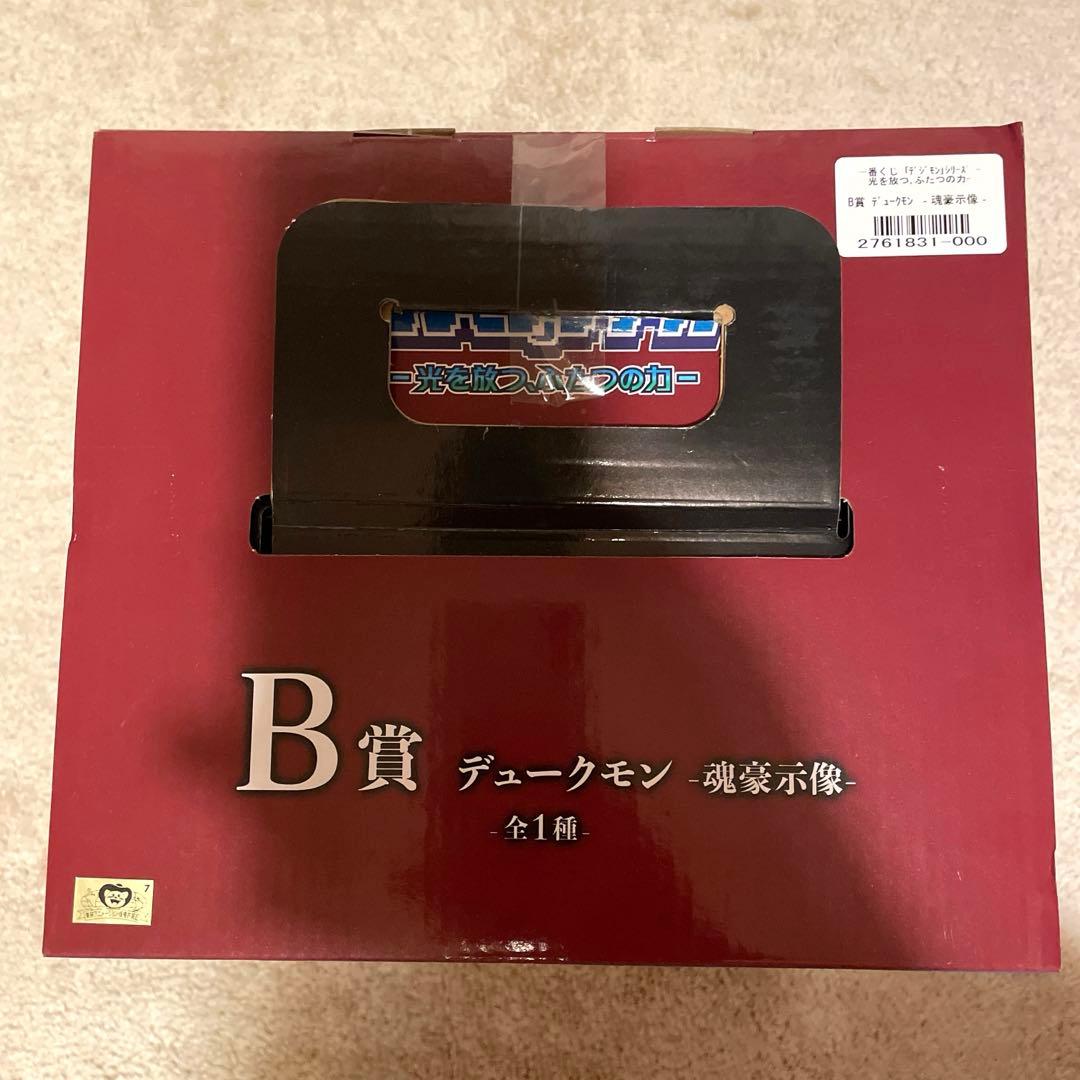 一番くじ 「ﾃﾞｼﾞﾓﾝ｣ｼﾘｰｽﾞ -
光を放つ、ふたつの力-
B賞 ﾃﾞｭｰｸﾓﾝ -魂豪示像-
2761831-000
-光を放つ、ふたつの力-
B賞 デュークモン -魂豪示像-
-全1種-
7